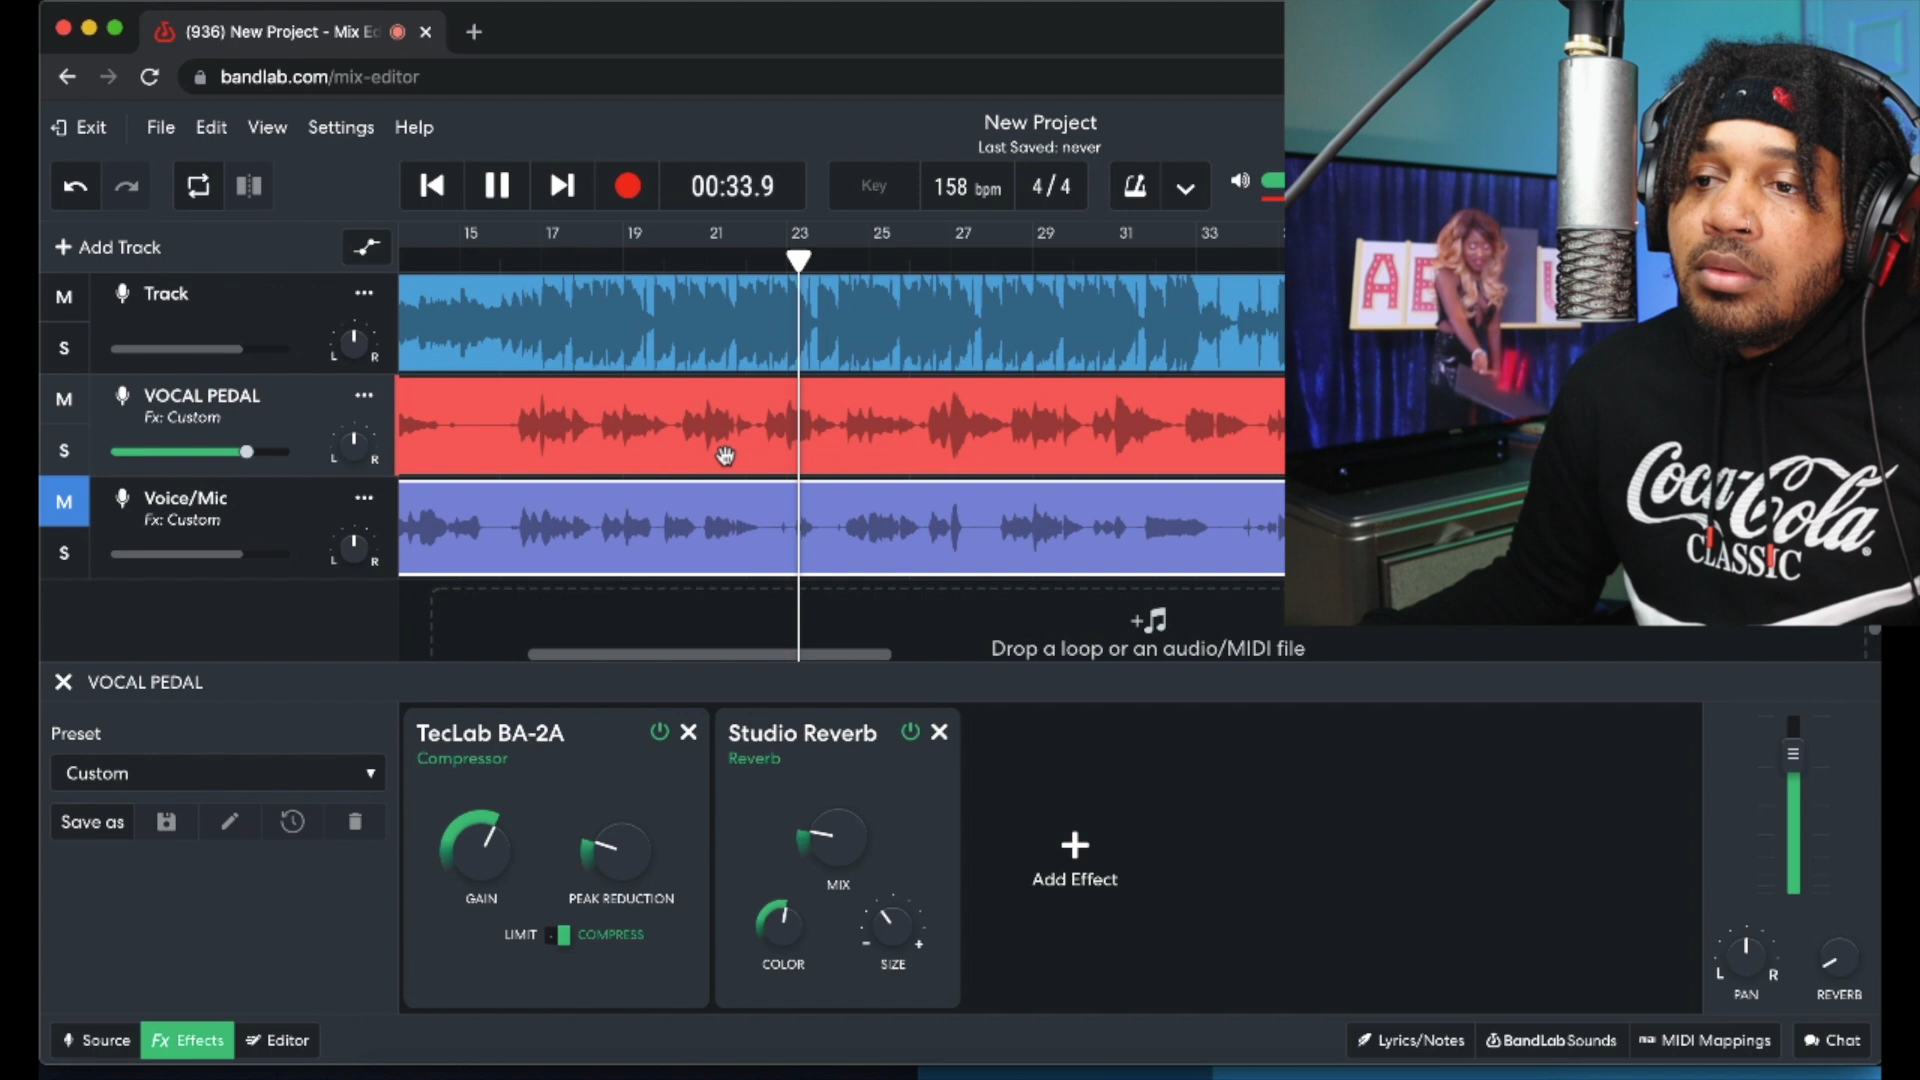 (936) New Project - Mix Ed
bandlab.com/mix-editor
Exit File Edit View Settings Help
New Project
Last Saved: never
00:33.9 Key 158 bpm 4/4
Add Track
15 17 19 21 23 25 27 29 31 33
M Track
S L R
M VOCAL PEDAL
Fx: Custom
S L R
M Voice/Mic
Fx: Custom
S L R
Drop a loop or an audio/MIDI file
VOCAL PEDAL
Preset
Custom
Save as
TecLab BA-2A
Compressor
GAIN PEAK REDUCTION
LIMIT COMPRESS
Studio Reverb
Reverb
MIX
COLOR SIZE
Add Effect
L R
PAN REVERB
Source Fx Effects Editor
Lyrics/Notes BandLab Sounds MIDI Mappings Chat
Coca-Cola
CLASSIC